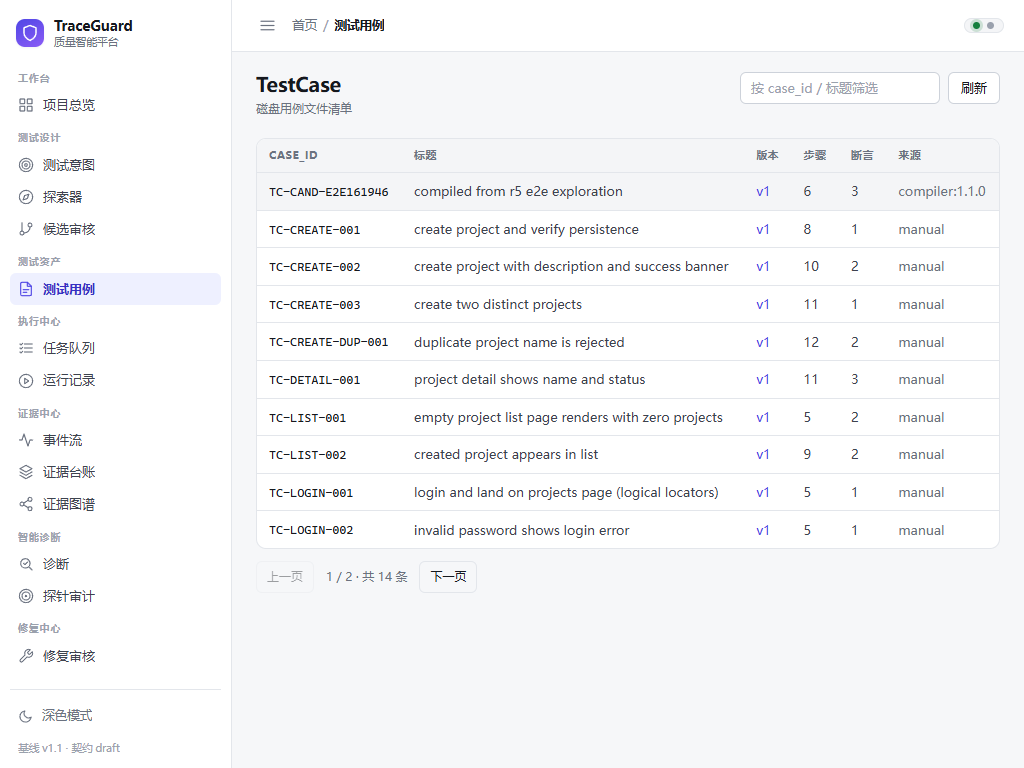 TraceGuard
质量智能平台
工作台
项目总览
测试设计
测试意图
探索器
候选审核
测试资产
测试用例
执行中心
任务队列
运行记录
证据中心
事件流
证据台账
证据图谱
智能诊断
诊断
探针审计
修复中心
修复审核
深色模式
基线 v1.1 · 契约 draft
首页 / 测试用例
TestCase
磁盘用例文件清单
按 case_id / 标题筛选 刷新
CASE_ID 标题 版本 步骤 断言 来源
TC-CAND-E2E161946 compiled from r5 e2e exploration v1 6 3 compiler:1.1.0
TC-CREATE-001 create project and verify persistence v1 8 1 manual
TC-CREATE-002 create project with description and success banner v1 10 2 manual
TC-CREATE-003 create two distinct projects v1 11 1 manual
TC-CREATE-DUP-001 duplicate project name is rejected v1 12 2 manual
TC-DETAIL-001 project detail shows name and status v1 11 3 manual
TC-LIST-001 empty project list page renders with zero projects v1 5 2 manual
TC-LIST-002 created project appears in list v1 9 2 manual
TC-LOGIN-001 login and land on projects page (logical locators) v1 5 1 manual
TC-LOGIN-002 invalid password shows login error v1 5 1 manual
上一页 1 / 2 · 共 14 条 下一页